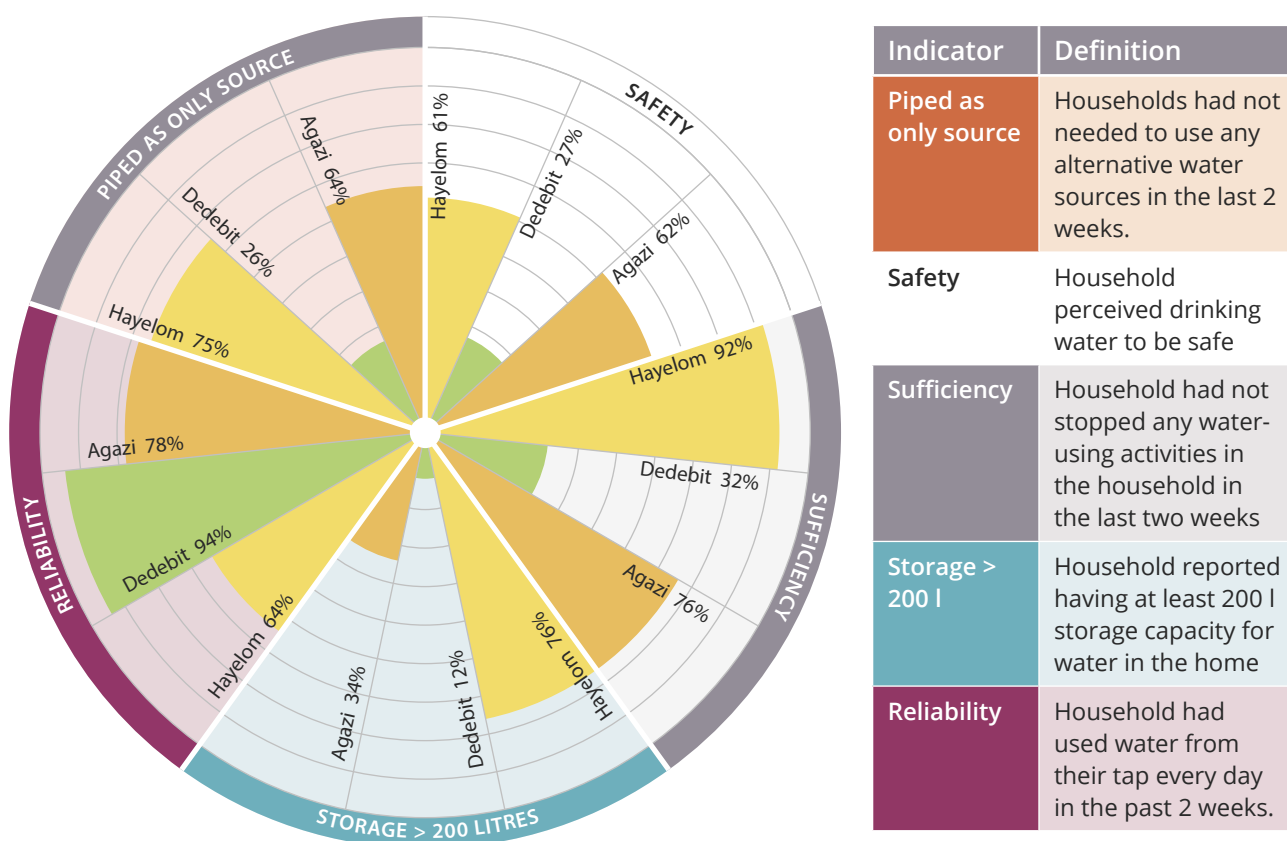 PIPED AS ONLY SOURCE
SAFETY
SUFFICIENCY
STORAGE > 200 LITRES
RELIABILITY
Hayelom 61%
Dedebit 27%
Agazi 62%
Hayelom 92%
Dedebit 32%
Agazi 76%
Hayelom 76%
Dedebit 12%
Agazi 34%
Hayelom 64%
Dedebit 94%
Agazi 78%
Hayelom 75%
Dedebit 26%
Agazi 64%
Indicator
Definition
Piped as
only source
Households had not
needed to use any
alternative water
sources in the last 2
weeks.
Safety
Household
perceived drinking
water to be safe
Sufficiency
Household had not
stopped any water-
using activities in
the household in
the last two weeks
Storage >
200 l
Household reported
having at least 200 l
storage capacity for
water in the home
Reliability
Household had
used water from
their tap every day
in the past 2 weeks.